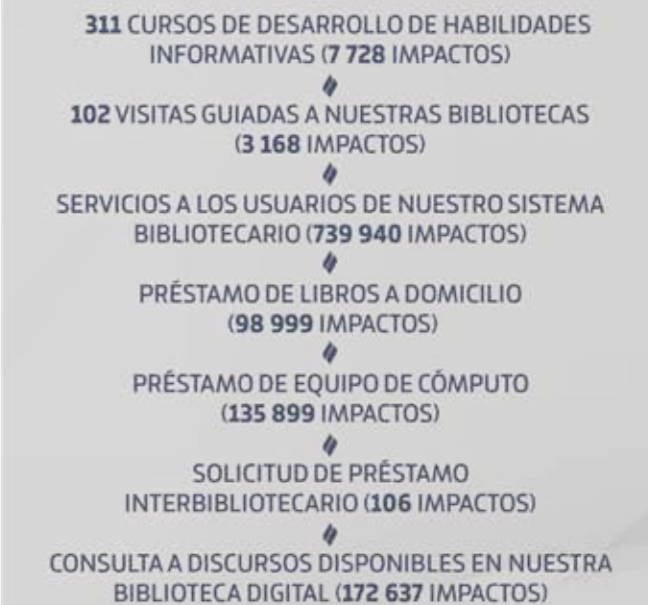 311 CURSOS DE DESARROLLO DE HABILIDADES
INFORMATIVAS (7 728 IMPACTOS)
102 VISITAS GUIADAS A NUESTRAS BIBLIOTECAS
(3 168 IMPACTOS)
SERVICIOS A LOS USUARIOS DE NUESTRO SISTEMA
BIBLIOTECARIO (739 940 IMPACTOS)
PRÉSTAMO DE LIBROS A DOMICILIO
(98 999 IMPACTOS)
PRÉSTAMO DE EQUIPO DE CÓMPUTO
(135 899 IMPACTOS)
SOLICITUD DE PRÉSTAMO
INTERBIBLIOTECARIO (106 IMPACTOS)
CONSULTA A DISCURSOS DISPONIBLES EN NUESTRA
BIBLIOTECA DIGITAL (172 637 IMPACTOS)